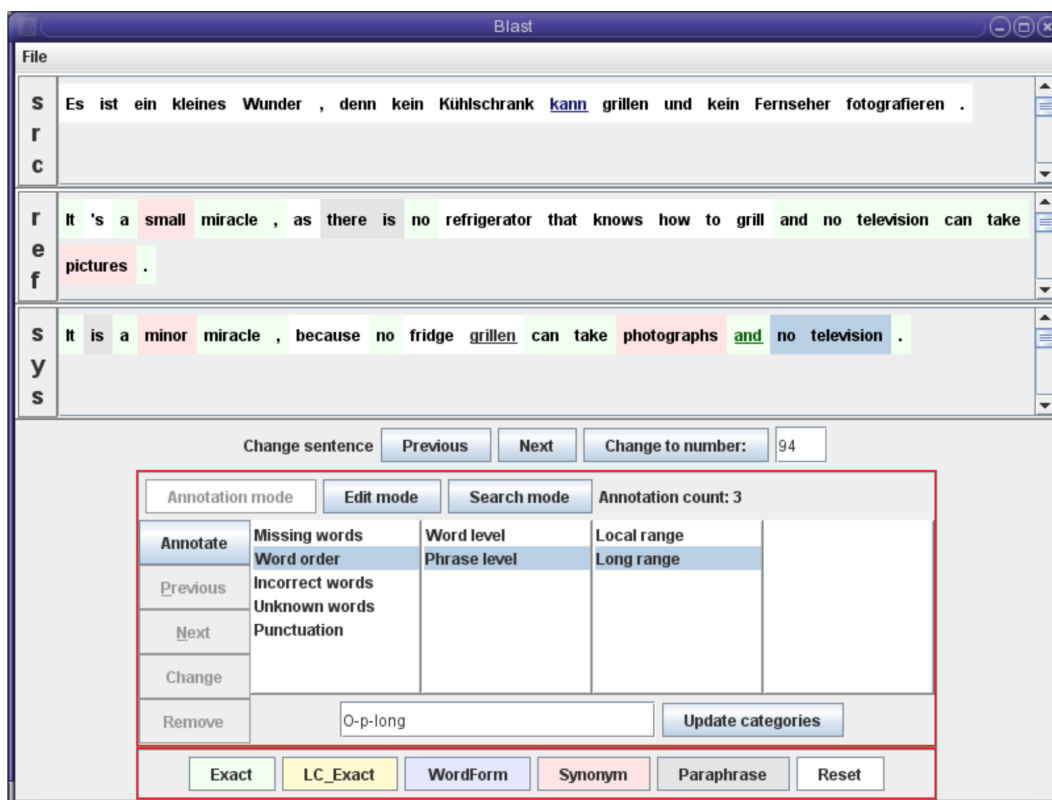 Blast
File
src
Es ist ein kleines Wunder , denn kein Kühlschrank kann grillen und kein Fernseher fotografieren .
ref
It 's a small miracle , as there is no refrigerator that knows how to grill and no television can take
pictures .
sys
It is a minor miracle , because no fridge grillen can take photographs and no television .
Change sentence Previous Next Change to number: 94
Annotation mode Edit mode Search mode Annotation count: 3
Annotate
Previous
Next
Change
Remove
Missing words
Word order
Incorrect words
Unknown words
Punctuation
Word level
Phrase level
Local range
Long range
O-p-long Update categories
Exact LC_Exact WordForm Synonym Paraphrase Reset